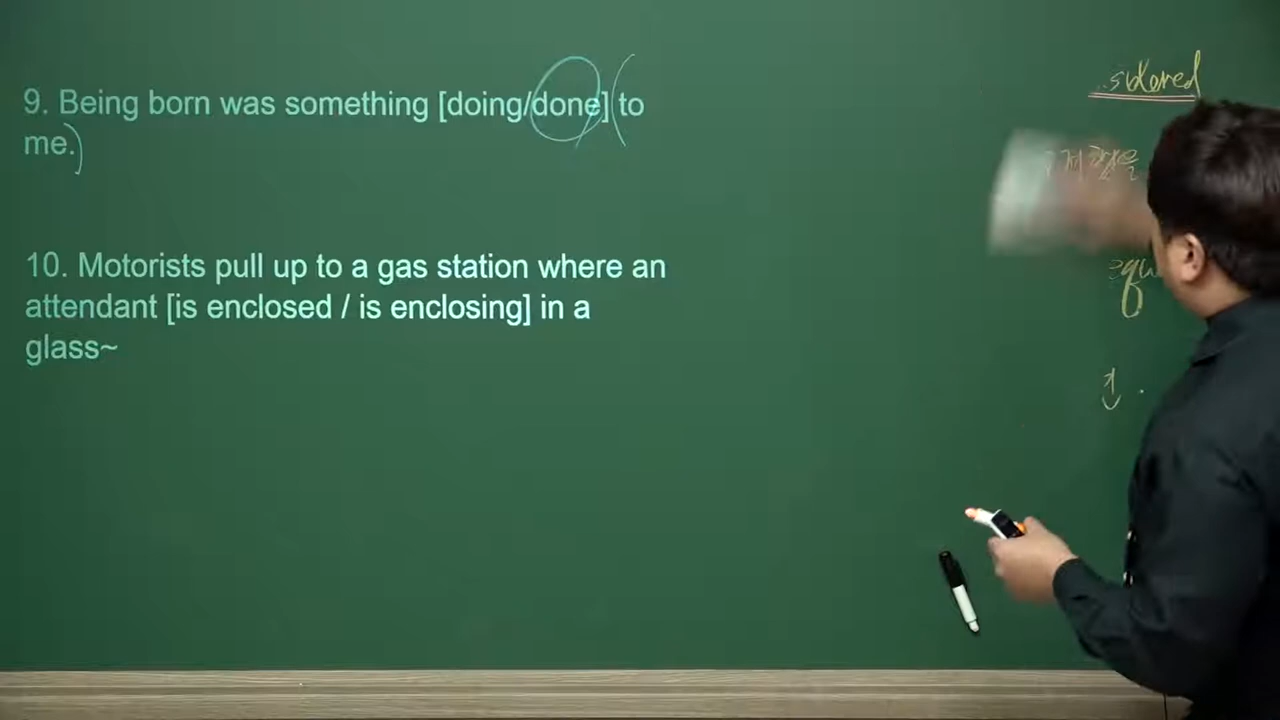 9. Being born was something [doing/done] to
me.
10. Motorists pull up to a gas station where an
attendant [is enclosed / is enclosing] in a
glass~